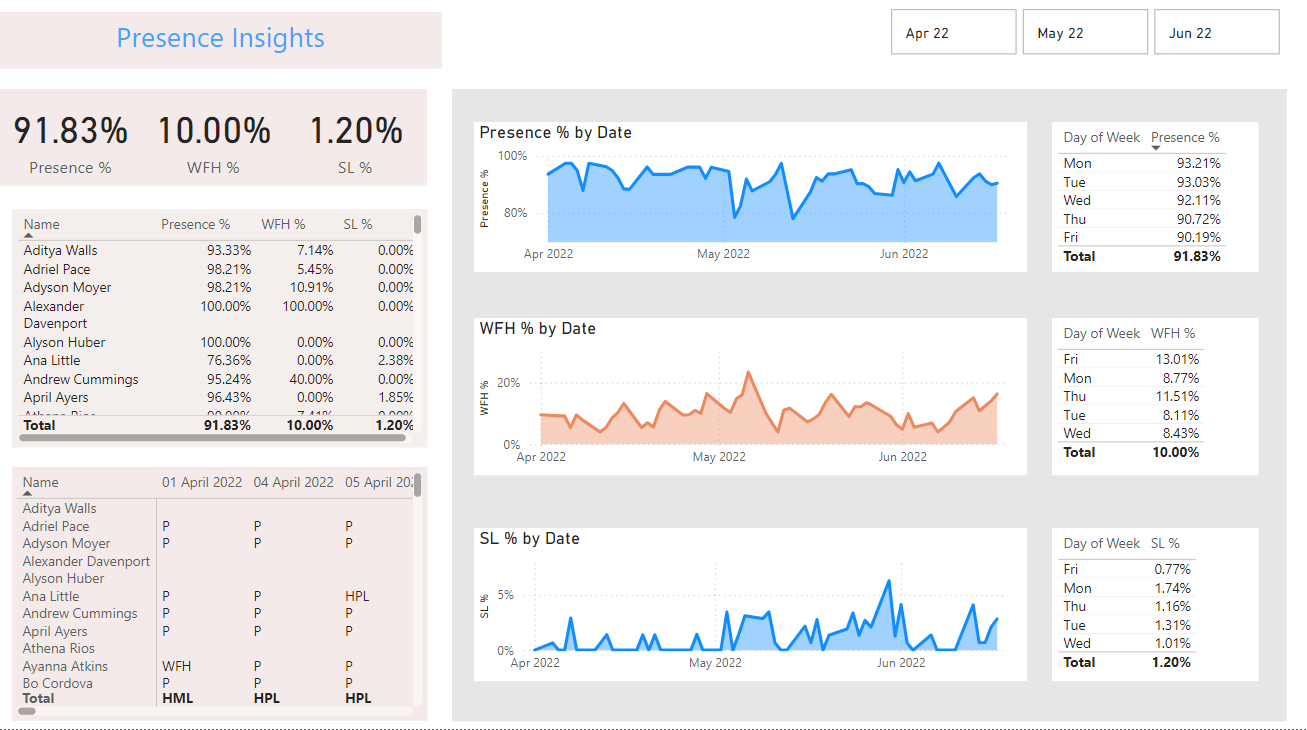 Presence Insights
Apr 22
May 22
Jun 22
91.83% 10.00% 1.20%
Presence % WFH % SL %
Name Presence % WFH % SL %
Aditya Walls 93.33% 7.14% 0.00%
Adriel Pace 98.21% 5.45% 0.00%
Adyson Moyer 98.21% 10.91% 0.00%
Alexander 100.00% 100.00% 0.00%
Davenport
Alyson Huber 100.00% 0.00% 0.00%
Ana Little 76.36% 0.00% 2.38%
Andrew Cummings 95.24% 40.00% 0.00%
April Ayers 96.43% 0.00% 1.85%
Total 91.83% 10.00% 1.20%
Name 01 April 2022 04 April 2022 05 April
Aditya Walls
Adriel Pace P P P
Adyson Moyer P P P
Alexander Davenport
Alyson Huber
Ana Little P P HPL
Andrew Cummings P P P
April Ayers P P P
Athena Rios
Ayanna Atkins WFH P P
Bo Cordova P P P
Total HML HPL HPL
Presence % by Date
Presence %
100%
80%
Apr 2022 May 2022 Jun 2022
Day of Week Presence %
Mon 93.21%
Tue 93.03%
Wed 92.11%
Thu 90.72%
Fri 90.19%
Total 91.83%
WFH % by Date
WFH %
20%
0%
Apr 2022 May 2022 Jun 2022
Day of Week WFH %
Fri 13.01%
Mon 8.77%
Thu 11.51%
Tue 8.11%
Wed 8.43%
Total 10.00%
SL % by Date
SL %
5%
0%
Apr 2022 May 2022 Jun 2022
Day of Week SL %
Fri 0.77%
Mon 1.74%
Thu 1.16%
Tue 1.31%
Wed 1.01%
Total 1.20%